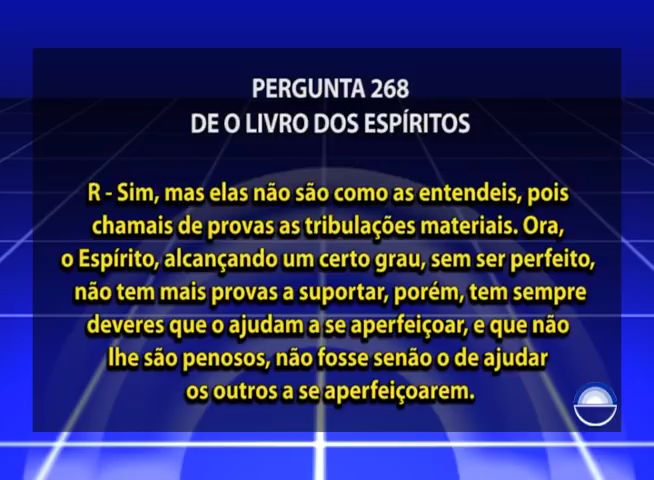 PERGUNTA 268
DE O LIVRO DOS ESPÍRITOS
R - Sim, mas elas não são como as entendeis, pois
chamais de provas as tribulações materiais. Ora,
o Espírito, alcançando um certo grau, sem ser perfeito,
não tem mais provas a suportar, porém, tem sempre
deveres que o ajudam a se aperfeiçoar, e que não
lhe são penosos, não fosse senão o de ajudar
os outros a se aperfeiçoarem.